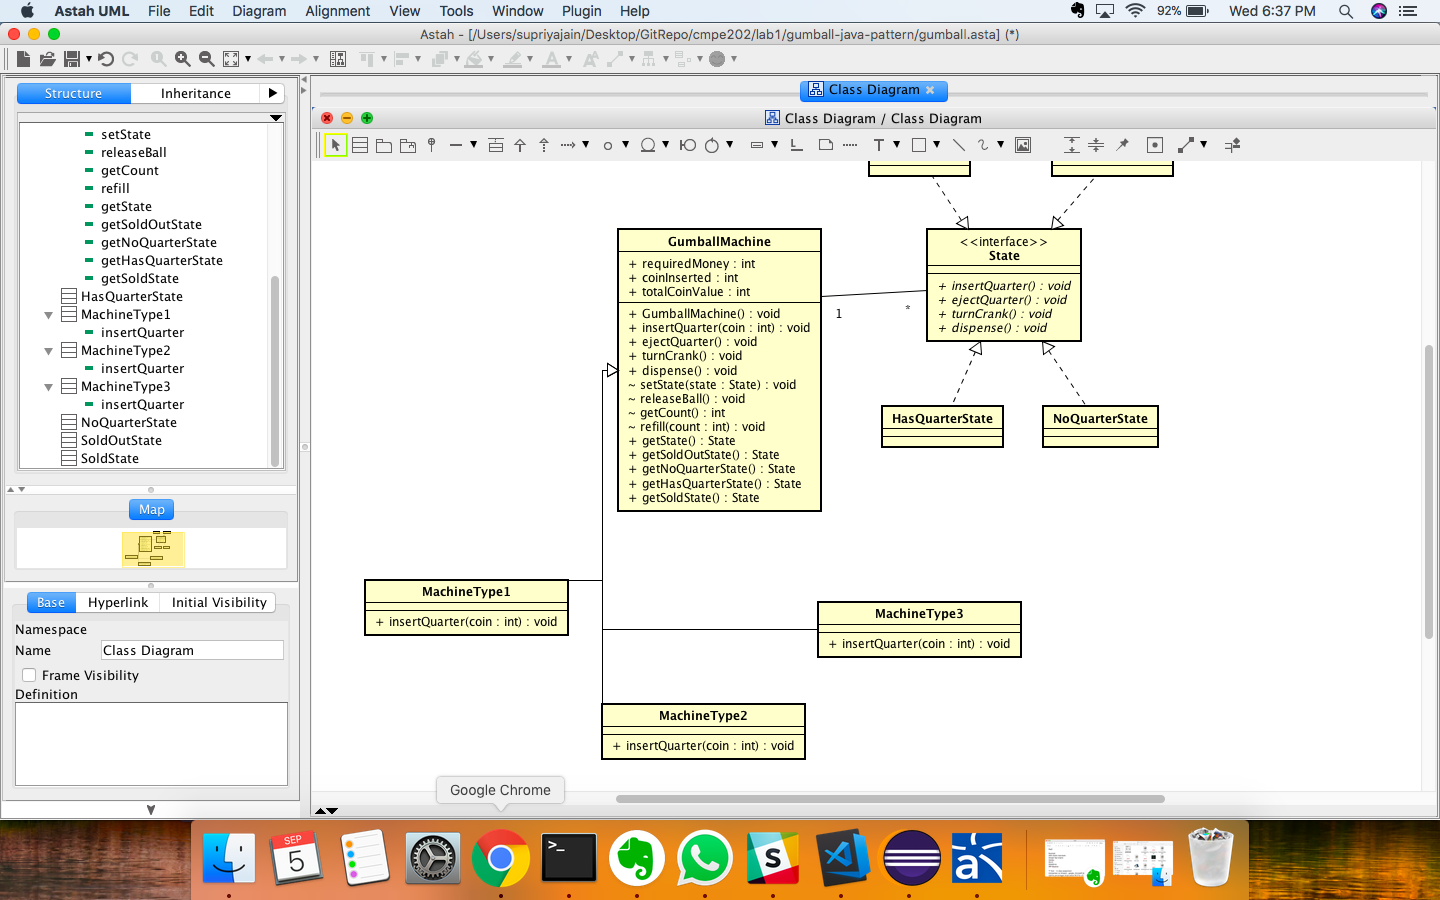 Astah UML File Edit Diagram Alignment View Tools Window Plugin Help 92% Wed 6:37 PM
Astah - [/Users/supriyajain/Desktop/GitRepo/cmpe202/lab1/gumball-java-pattern/gumball.asta] (*)
Structure Inheritance
setState
releaseBall
getCount
refill
getState
getSoldOutState
getNoQuarterState
getHasQuarterState
getSoldState
HasQuarterState
MachineType1
insertQuarter
MachineType2
insertQuarter
MachineType3
insertQuarter
NoQuarterState
SoldOutState
SoldState
Map
Base Hyperlink Initial Visibility
Namespace
Name Class Diagram
Frame Visibility
Definition
Class Diagram
Class Diagram / Class Diagram
T
GumballMachine
+ requiredMoney : int
+ coinInserted : int
+ totalCoinValue : int
+ GumballMachine() : void
+ insertQuarter(coin : int) : void
+ ejectQuarter() : void
+ turnCrank() : void
+ dispense() : void
~ setState(state : State) : void
~ releaseBall() : void
~ getCount() : int
~ refill(count : int) : void
+ getState() : State
+ getSoldOutState() : State
+ getNoQuarterState() : State
+ getHasQuarterState() : State
+ getSoldState() : State
1 *
<<interface>>
State
+ insertQuarter() : void
+ ejectQuarter() : void
+ turnCrank() : void
+ dispense() : void
HasQuarterState
NoQuarterState
MachineType1
+ insertQuarter(coin : int) : void
MachineType3
+ insertQuarter(coin : int) : void
MachineType2
+ insertQuarter(coin : int) : void
Google Chrome
SEP
5
>_
S